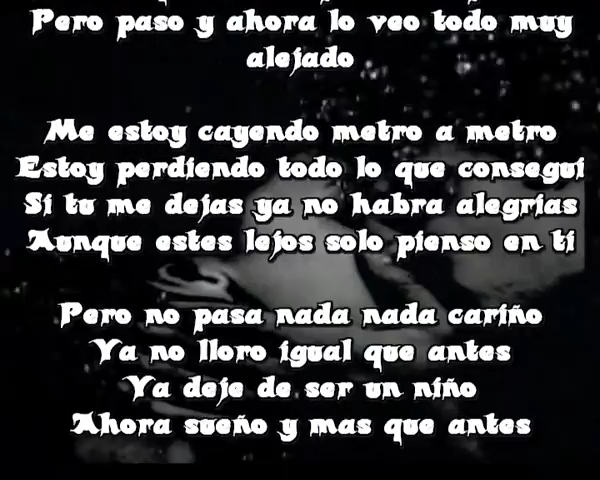 Pero paso y ahora lo veo todo muy
alejado
Me estoy cayendo metro a metro
Estoy perdiendo todo lo que consegui
Si tu me dejas ya no habra alegrias
Aunque estes lejos solo pienso en ti
Pero no pasa nada nada cariño
Ya no lloro igual que antes
Ya deje de ser un niño
Ahora sueño y mas que antes